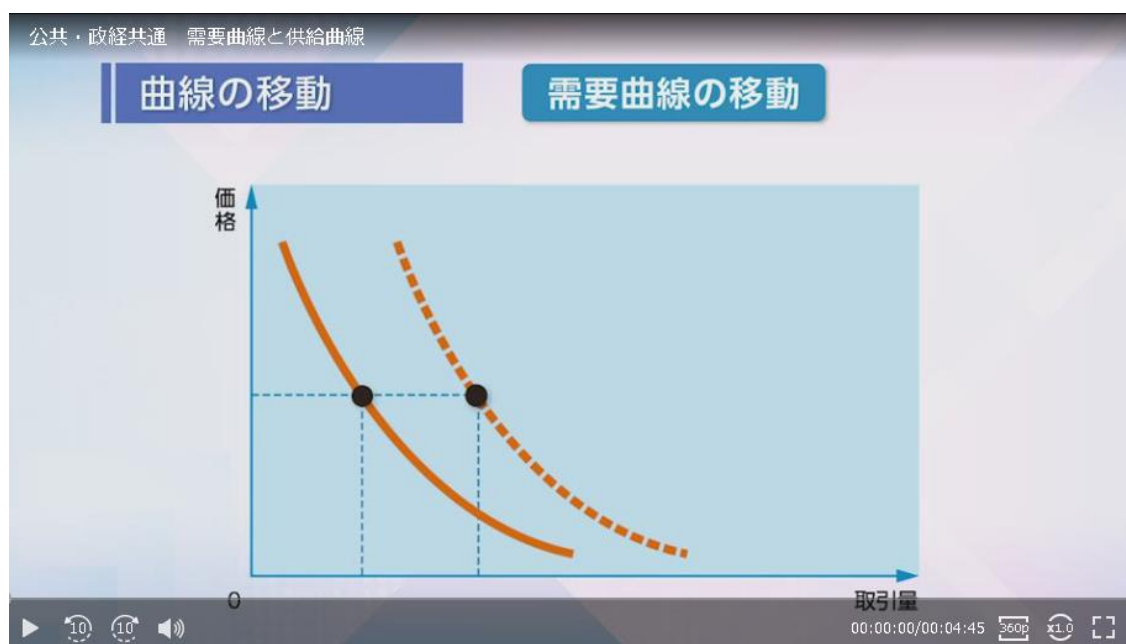 公共・政経共通　需要曲線と供給曲線
曲線の移動
需要曲線の移動
価格
0
取引量
10
10
00:00:00/00:04:45
360p
x1.0